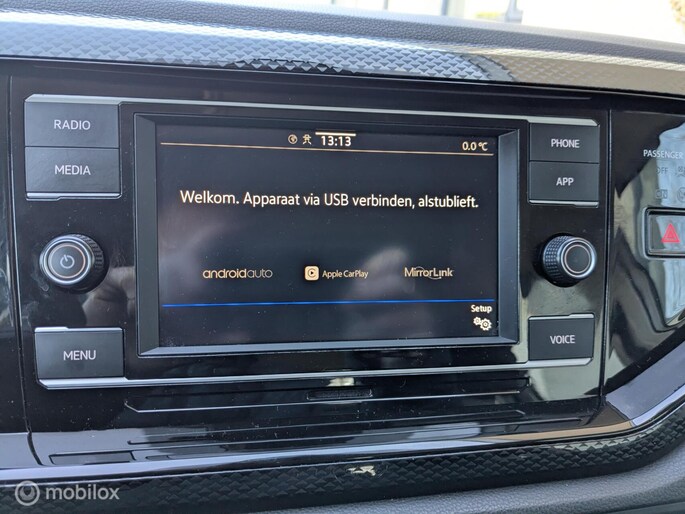 RADIO
MEDIA
MENU
13:13
0.0 °C
Welkom. Apparaat via USB verbinden, alstublieft.
androidauto
Apple CarPlay
MirrorLink
Setup
PHONE
APP
VOICE
PASSENGER
mobilox